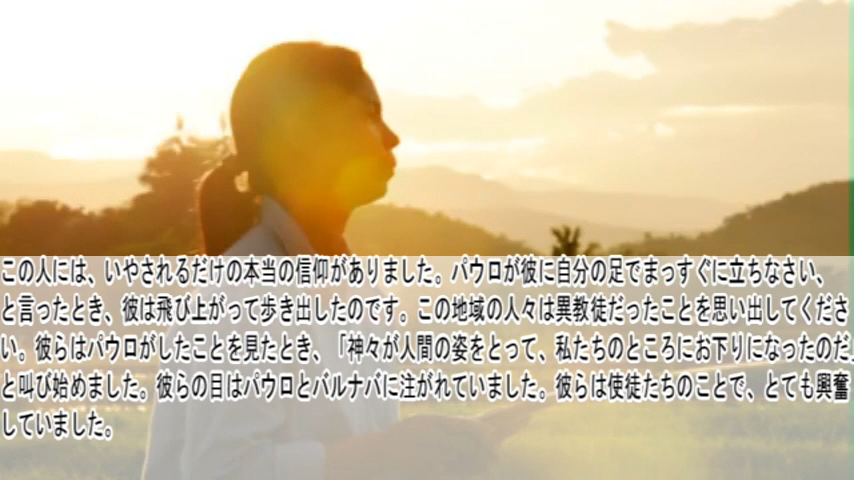 この人には、いやされるだけの本当の信仰がありました。パウロが彼に自分の足でまっすぐに立ちなさい、
と言ったとき、彼は飛び上がって歩き出したのです。この地域の人々は異教徒だったことを思い出してくださ
い。彼らはパウロがしたことを見たとき、「神々が人間の姿をとって、私たちのところにお下りになったのだ」
と叫び始めました。彼らの目はパウロとバルナバに注がれていました。彼らは使徒たちのことで、とても興奮
していました。